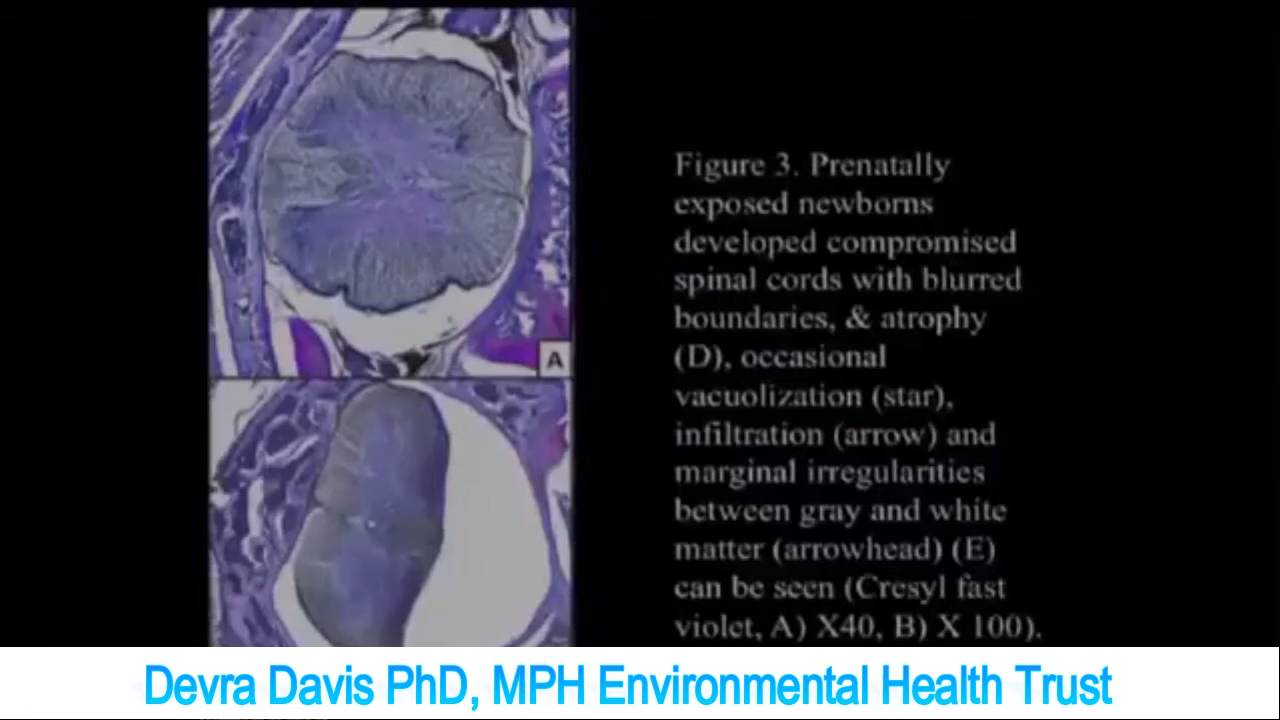 A
Figure 3. Prenatally
exposed newborns
developed compromised
spinal cords with blurred
boundaries, & atrophy
(D), occasional
vacuolization (star),
infiltration (arrow) and
marginal irregularities
between gray and white
matter (arrowhead) (E)
can be seen (Cresyl fast
violet, A) X40, B) X 100).
Devra Davis PhD, MPH Environmental Health Trust